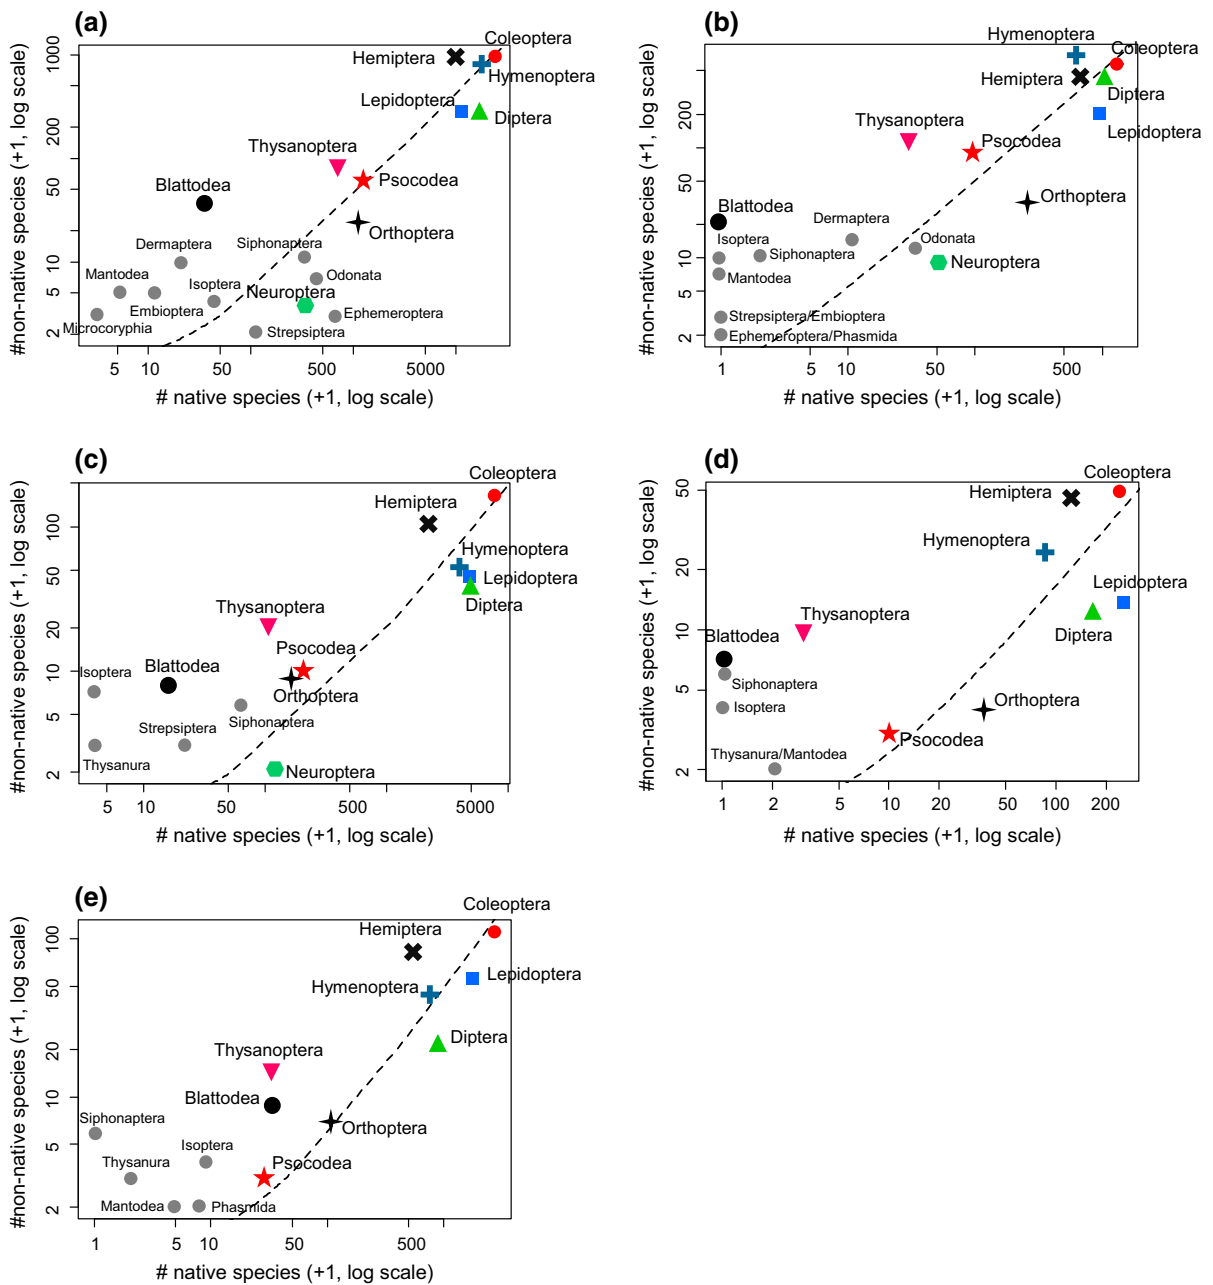 (a)
Coleoptera
Hemiptera
Hymenoptera
Lepidoptera
Diptera
Thysanoptera
Psocodea
Blattodea
Orthoptera
Dermaptera
Siphonaptera
Mantodea
Isoptera
Odonata
Neuroptera
Embioptera
Ephemeroptera
Microcoryphia
Strepsiptera
1000
200
50
10
5
2
5
10
50
500
5000
#non-native species (+1, log scale)
# native species (+1, log scale)
(b)
Hymenoptera
Coleoptera
Hemiptera
Diptera
Lepidoptera
Thysanoptera
Psocodea
Orthoptera
Blattodea
Dermaptera
Isoptera
Siphonaptera
Odonata
Neuroptera
Mantodea
Strepsiptera/Embioptera
Ephemeroptera/Phasmida
200
50
10
5
2
1
5
10
50
500
#non-native species (+1, log scale)
# native species (+1, log scale)
(c)
Coleoptera
Hemiptera
Hymenoptera
Lepidoptera
Diptera
Thysanoptera
Psocodea
Orthoptera
Isoptera
Blattodea
Strepsiptera
Siphonaptera
Thysanura
Neuroptera
100
50
20
10
5
2
5
10
50
500
5000
#non-native species (+1, log scale)
# native species (+1, log scale)
(d)
Coleoptera
Hemiptera
Hymenoptera
Lepidoptera
Diptera
Thysanoptera
Blattodea
Siphonaptera
Isoptera
Orthoptera
Psocodea
Thysanura/Mantodea
50
20
10
5
2
1
2
5
10
20
50
100
200
#non-native species (+1, log scale)
# native species (+1, log scale)
(e)
Coleoptera
Hemiptera
Lepidoptera
Hymenoptera
Diptera
Thysanoptera
Blattodea
Orthoptera
Siphonaptera
Isoptera
Thysanura
Psocodea
Mantodea
Phasmida
100
50
20
10
5
2
1
5
10
50
500
#non-native species (+1, log scale)
# native species (+1, log scale)